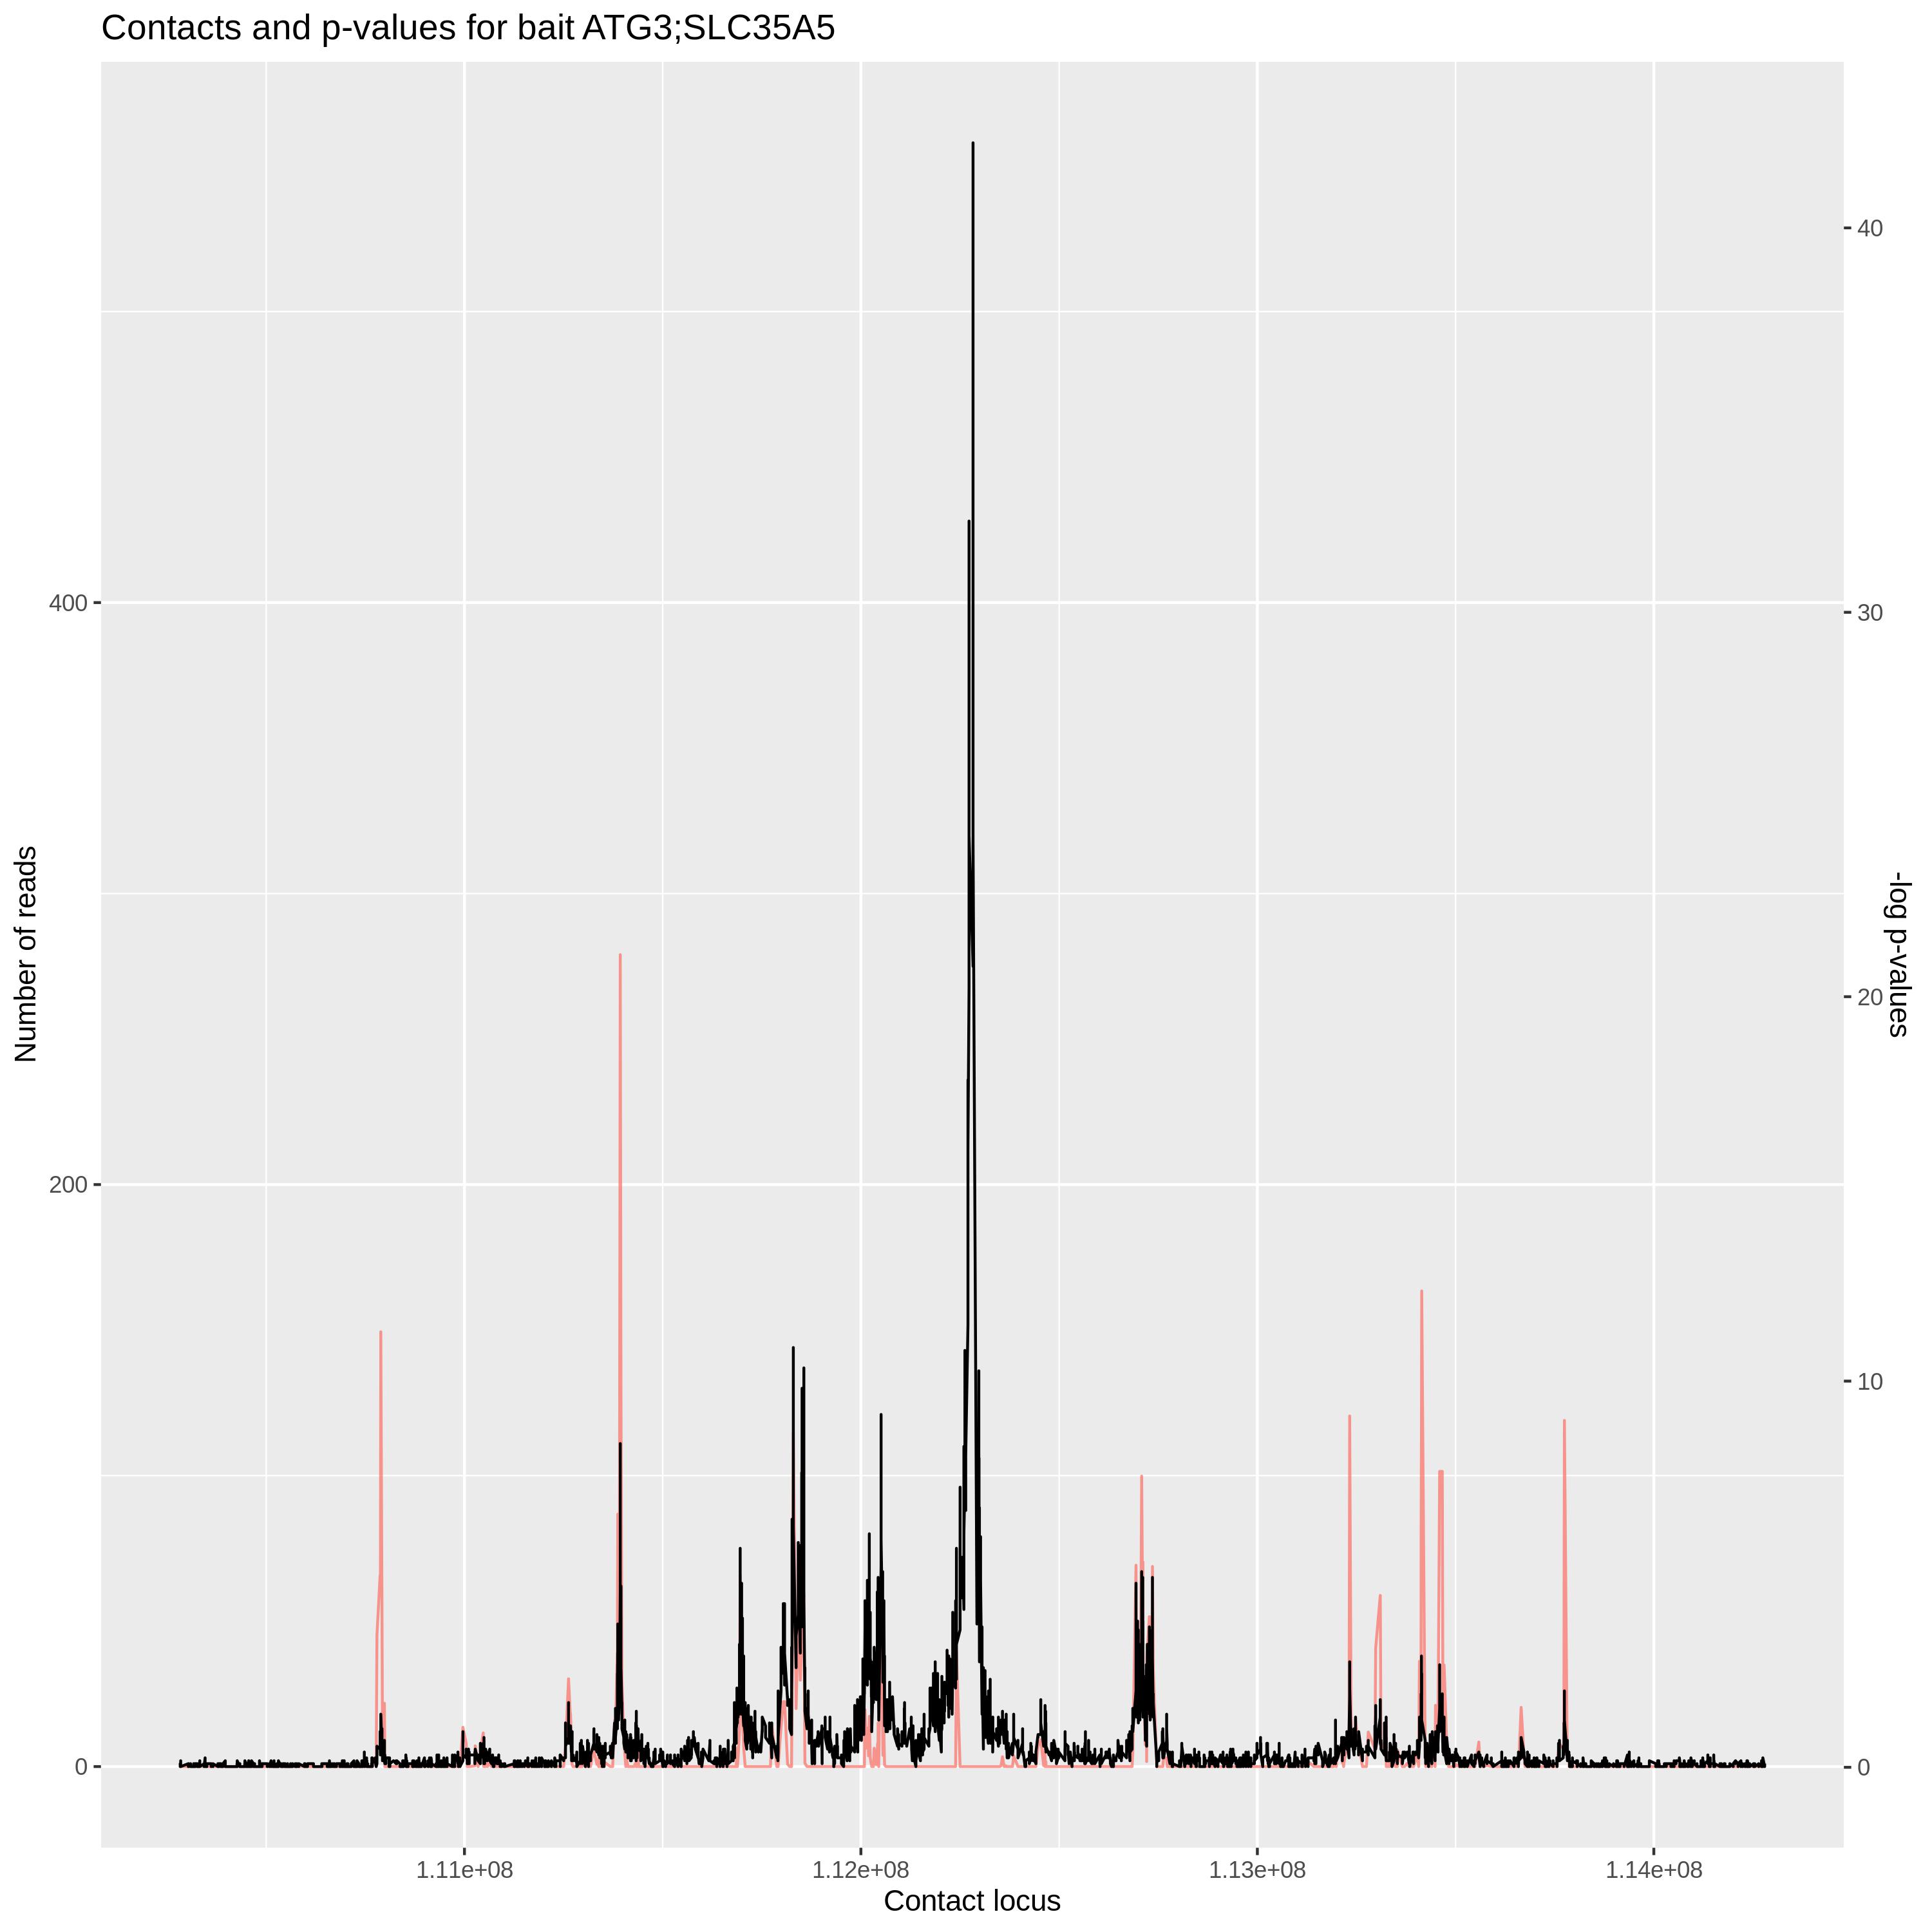 Contacts and p-values for bait ATG3;SLC35A5
Number of reads
400
200
0
40
30
20
10
0
-log p-values
1.11e+08 1.12e+08 1.13e+08 1.14e+08
Contact locus